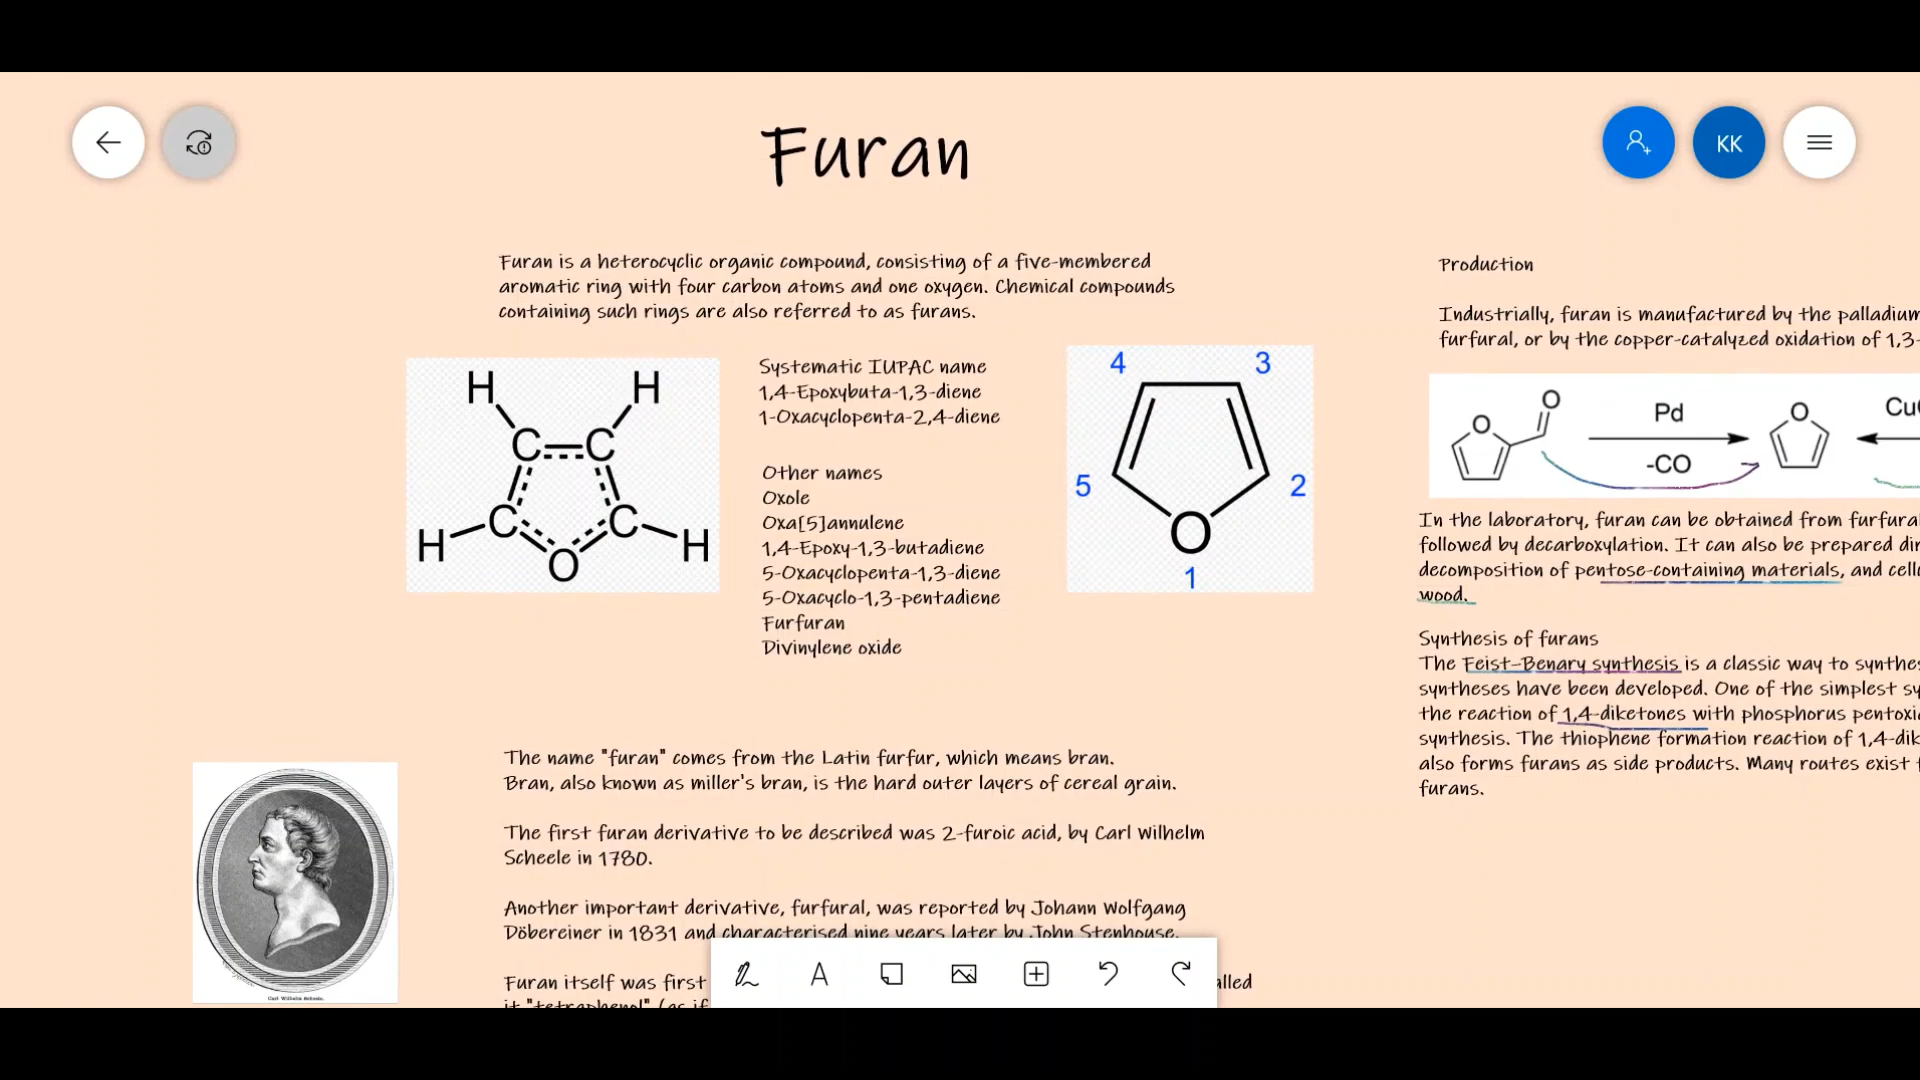 Furan
KK
Furan is a heterocyclic organic compound, consisting of a five-membered
aromatic ring with four carbon atoms and one oxygen. Chemical compounds
containing such rings are also referred to as furans.
H H
C C
H C C H
O
Systematic IUPAC name
1,4-Epoxybuta-1,3-diene
1-Oxacyclopenta-2,4-diene
Other names
Oxole
Oxa[5]annulene
1,4-Epoxy-1,3-butadiene
5-Oxacyclopenta-1,3-diene
5-Oxacyclo-1,3-pentadiene
Furfuran
Divinylene oxide
4 3
5 2
O
1
The name "furan" comes from the Latin furfur, which means bran.
Bran, also known as miller's bran, is the hard outer layers of cereal grain.
The first furan derivative to be described was 2-furoic acid, by Carl Wilhelm
Scheele in 1780.
Another important derivative, furfural, was reported by Johann Wolfgang
Döbereiner in 1831 and characterised nine years later by John Stenhouse.
Furan itself was first
it "tetraphenol" (as if
Carl Wilhelm Scheele.
Production
Industrially, furan is manufactured by the palladium
furfural, or by the copper-catalyzed oxidation of 1,3-
O O Pd O
-CO
In the laboratory, furan can be obtained from furfural
followed by decarboxylation. It can also be prepared
decomposition of pentose-containing materials, and
wood.
Synthesis of furans
The Feist-Benary synthesis is a classic way to
syntheses have been developed. One of the simplest
the reaction of 1,4-diketones with phosphorus
synthesis. The thiophene formation reaction of
also forms furans as side products. Many routes exist
furans.